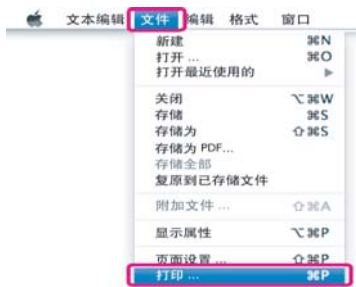 文本编辑 文件 编辑 格式 窗口
新建 ⌘N
打开 ... ⌘O
打开最近使用的 ▶
关闭 ⌥⌘W
存储 ⌘S
存储为 ⇧⌘S
存储为 PDF...
存储全部
复原到已存储文件
附加文件 ... ⇧⌘A
显示属性 ⌥⌘P
页面设置 ... ⇧⌘P
打印 ... ⌘P